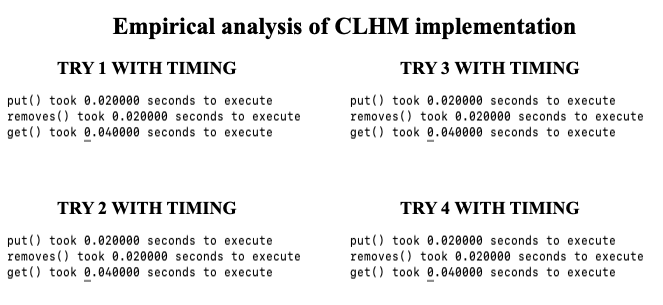 Empirical analysis of CLHM implementation
TRY 1 WITH TIMING
put() took 0.020000 seconds to execute
removes() took 0.020000 seconds to execute
get() took 0.040000 seconds to execute
TRY 3 WITH TIMING
put() took 0.020000 seconds to execute
removes() took 0.020000 seconds to execute
get() took 0.040000 seconds to execute
TRY 2 WITH TIMING
put() took 0.020000 seconds to execute
removes() took 0.020000 seconds to execute
get() took 0.040000 seconds to execute
TRY 4 WITH TIMING
put() took 0.020000 seconds to execute
removes() took 0.020000 seconds to execute
get() took 0.040000 seconds to execute